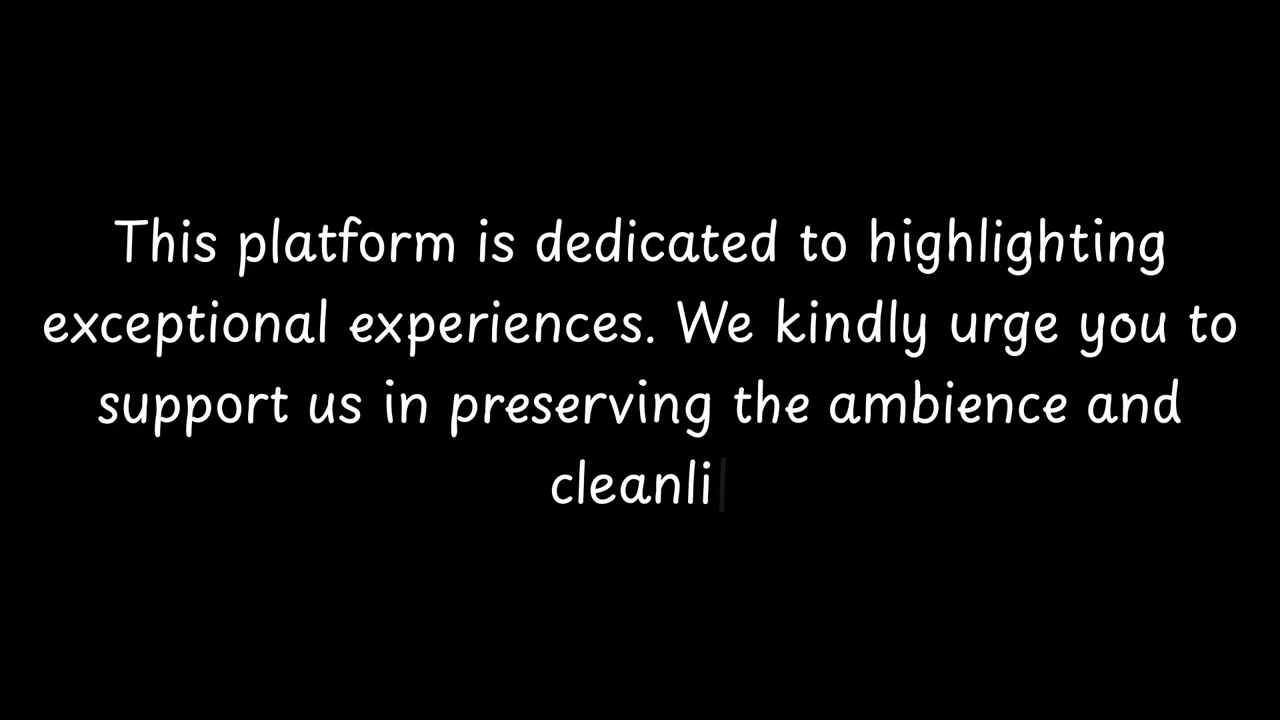 This platform is dedicated to highlighting
exceptional experiences. We kindly urge you to
support us in preserving the ambience and
cleanli